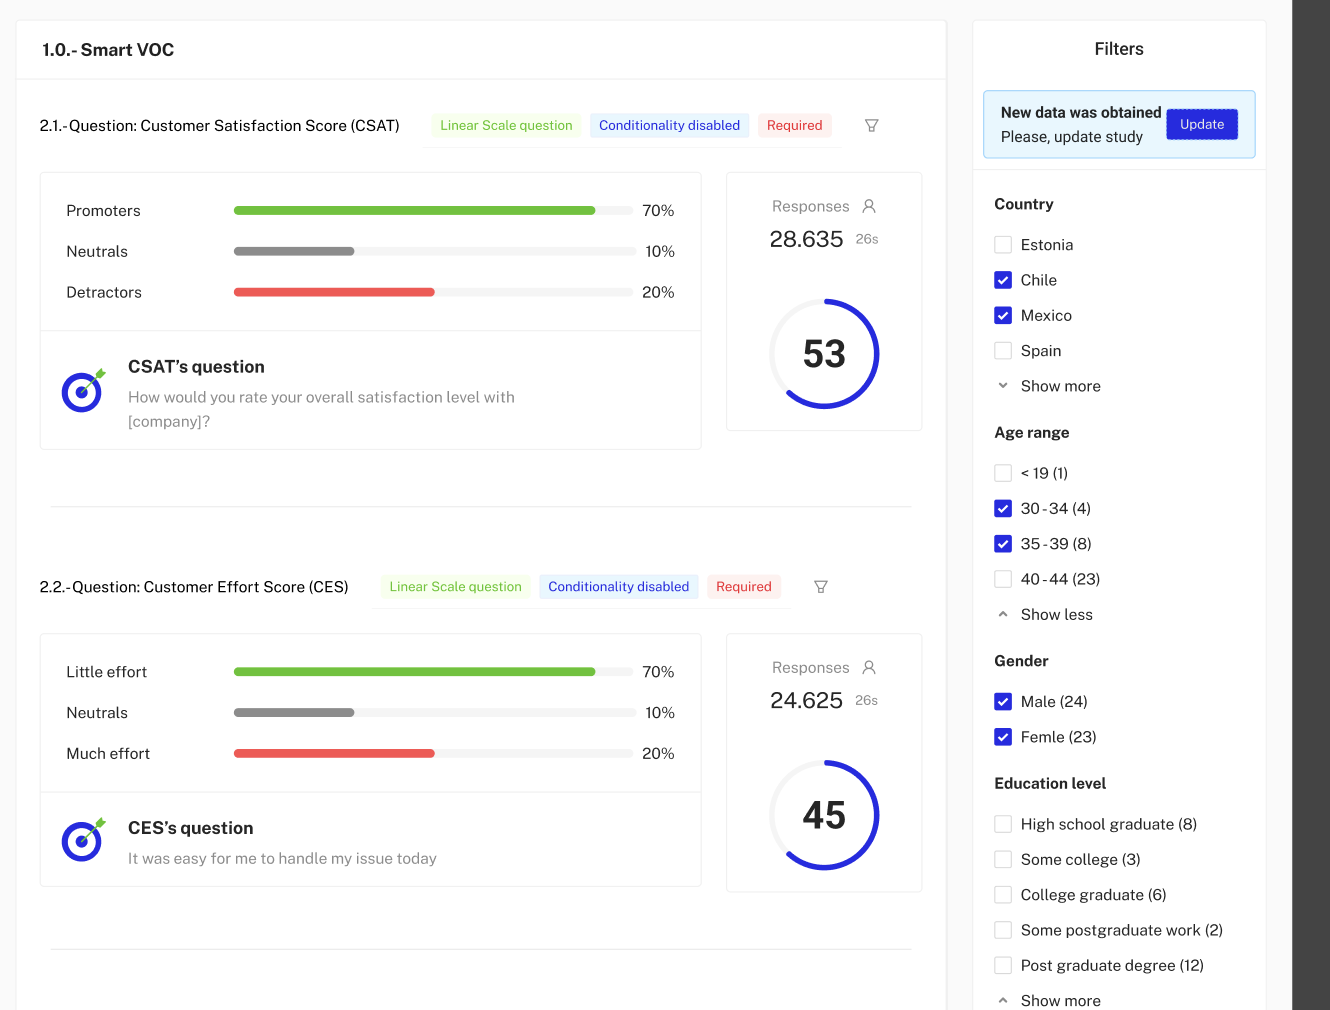 1.0.- Smart VOC
2.1.- Question: Customer Satisfaction Score (CSAT)
Linear Scale question
Conditionality disabled
Required
Promoters
70%
Neutrals
10%
Detractors
20%
CSAT's question
How would you rate your overall satisfaction level with
[company]?
Responses
28.635
26s
53
2.2.- Question: Customer Effort Score (CES)
Linear Scale question
Conditionality disabled
Required
Little effort
70%
Neutrals
10%
Much effort
20%
CES's question
It was easy for me to handle my issue today
Responses
24.625
26s
45
Filters
New data was obtained
Please, update study
Update
Country
Estonia
Chile
Mexico
Spain
Show more
Age range
< 19 (1)
30 - 34 (4)
35 - 39 (8)
40 - 44 (23)
Show less
Gender
Male (24)
Femle (23)
Education level
High school graduate (8)
Some college (3)
College graduate (6)
Some postgraduate work (2)
Post graduate degree (12)
Show more